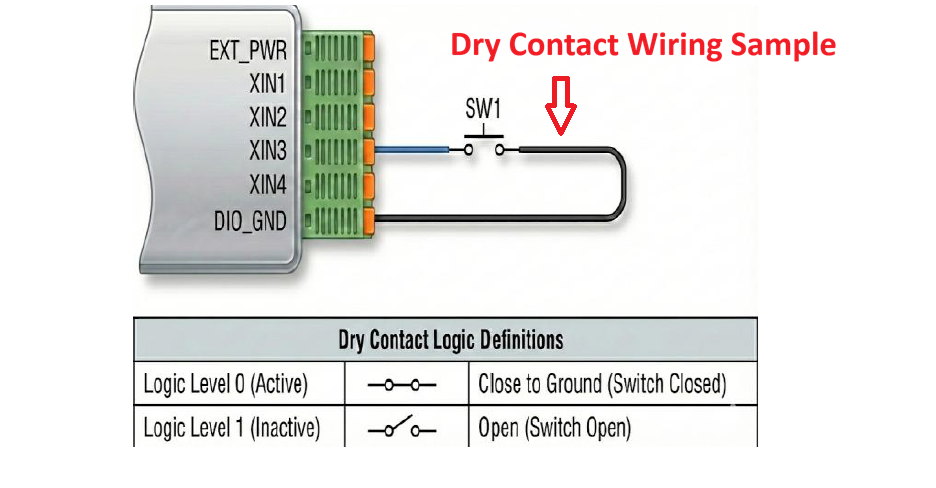 Dry Contact Wiring Sample
EXT_PWR
XIN1
XIN2
XIN3
XIN4
DIO_GND
SW1
Dry Contact Logic Definitions
Logic Level 0 (Active) Close to Ground (Switch Closed)
Logic Level 1 (Inactive) Open (Switch Open)